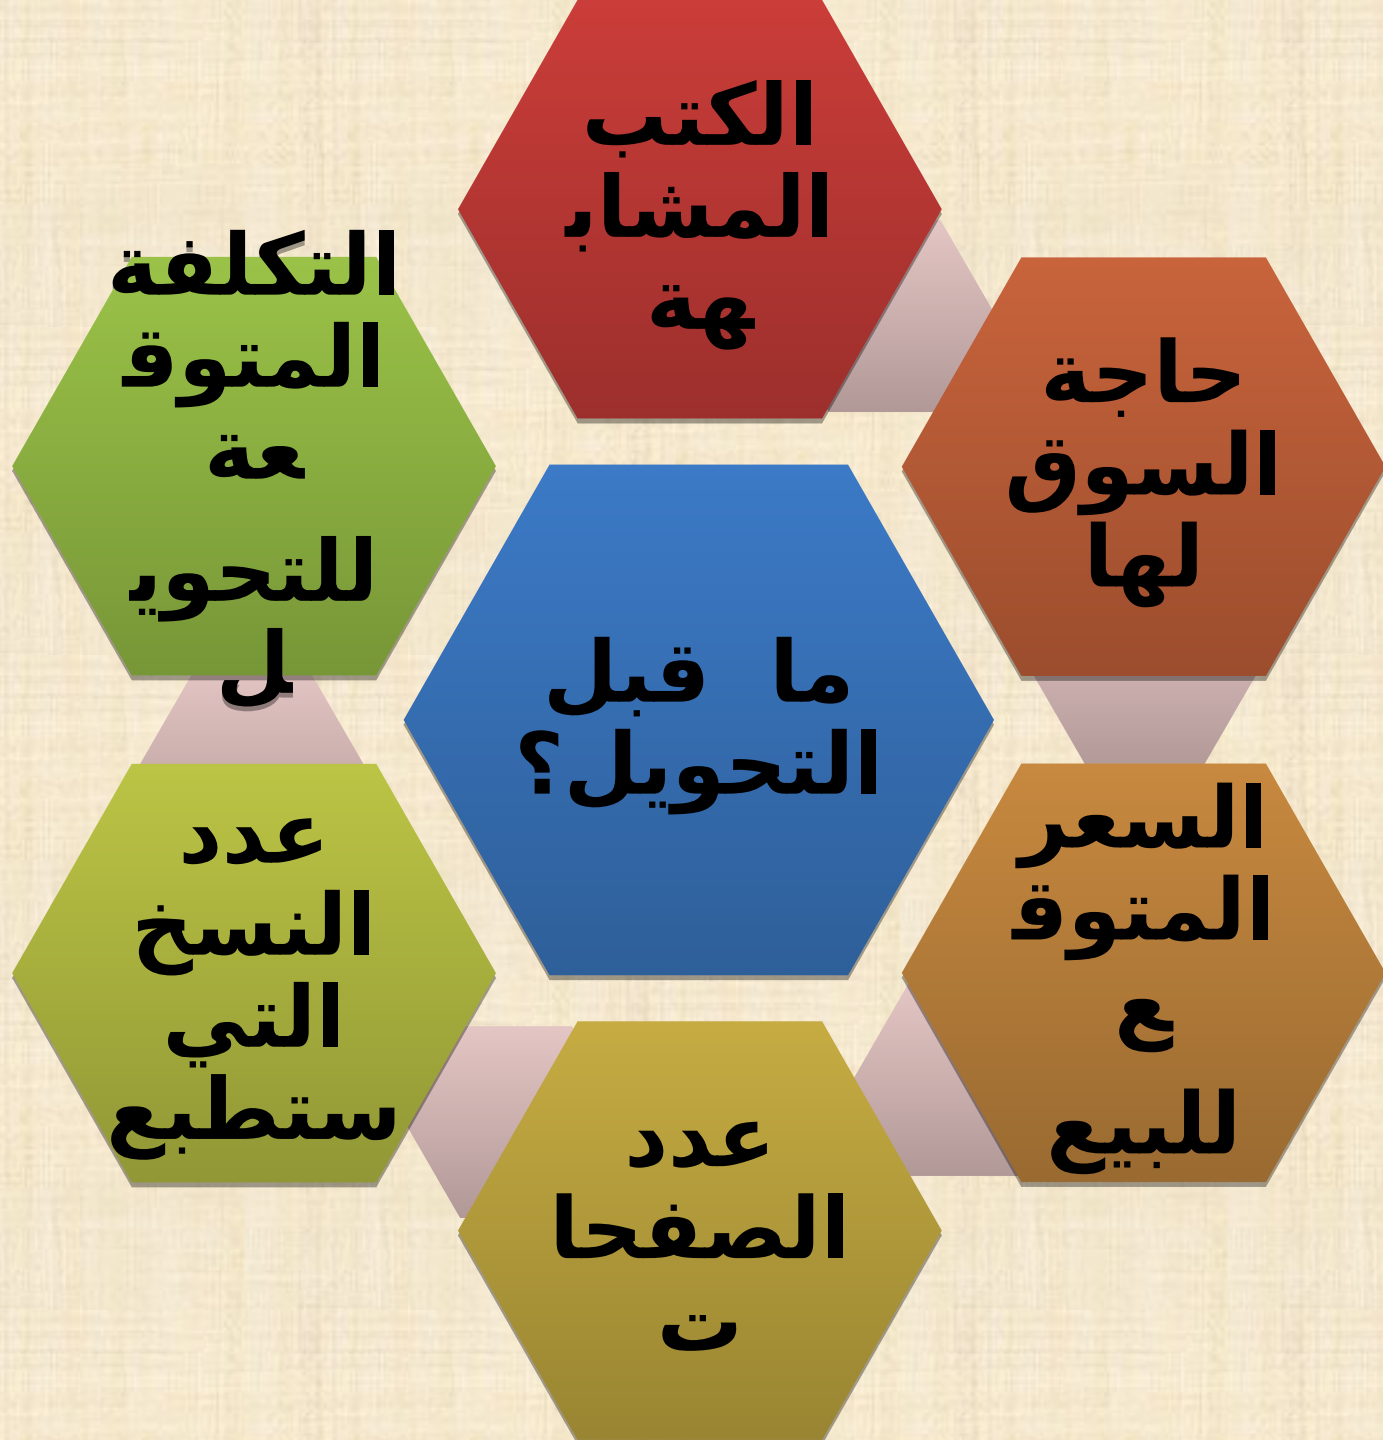 الكتب
المشاب
هة
حاجة
السوق
لها
السعر
المتوق
ع
للبيع
عدد
الصفحا
ت
عدد
النسخ
التي
ستطبع
التكلفة
المتوق
عة
للتحوي
ل
ما قبل
التحويل؟